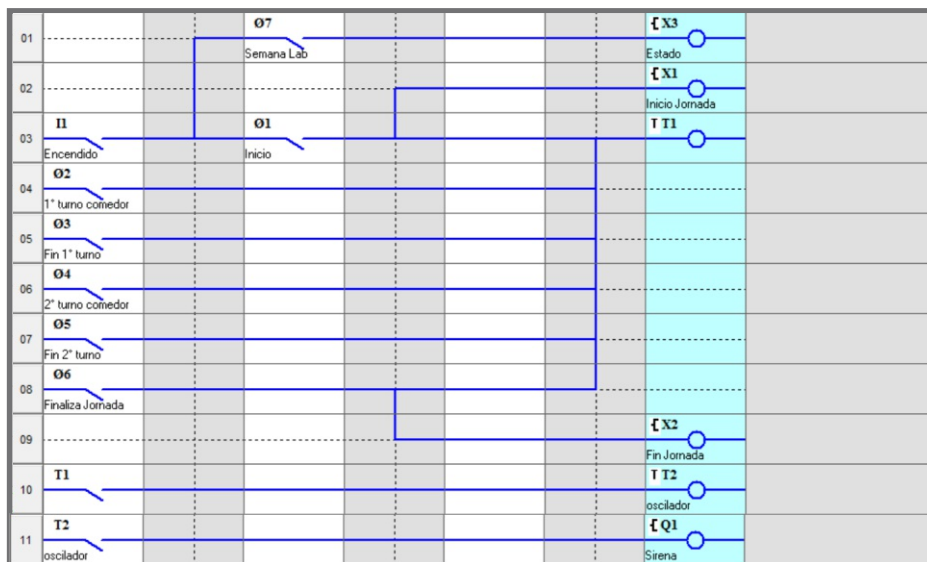 Ø7
{ X3
01
Semana Lab
Estado
{ X1
02
Inicio Jornada
I1
Ø1
T T1
03
Encendido
Inicio
Ø2
04
1° turno comedor
Ø3
05
Fin 1° turno
Ø4
06
2° turno comedor
Ø5
07
Fin 2° turno
Ø6
08
Finaliza Jornada
{ X2
09
Fin Jornada
T1
T T2
10
oscilador
T2
{ Q1
11
oscilador
Sirena